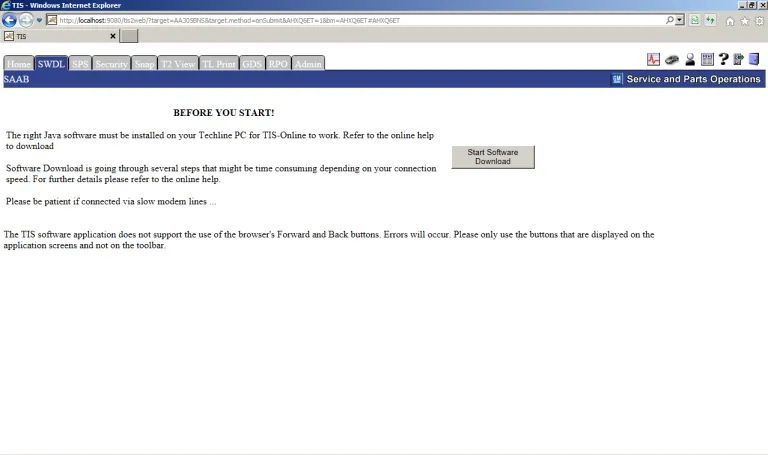 TIS - Windows Internet Explorer
http://localhost:9080/tis2web/?target=AA305BNS&target.method=onSubmit&AHXQ6ET=1&bm=AHXQ6ET#AHXQ6ET
TIS
Home SWDL SPS Security Snap T2 View TL Print GDS RPO Admin
SAAB
GM Service and Parts Operations
BEFORE YOU START!
The right Java software must be installed on your Techline PC for TIS-Online to work. Refer to the online help
to download
Start Software
Download
Software Download is going through several steps that might be time consuming depending on your connection
speed. For further details please refer to the online help.
Please be patient if connected via slow modem lines ...
The TIS software application does not support the use of the browser's Forward and Back buttons. Errors will occur. Please only use the buttons that are displayed on the
application screens and not on the toolbar.